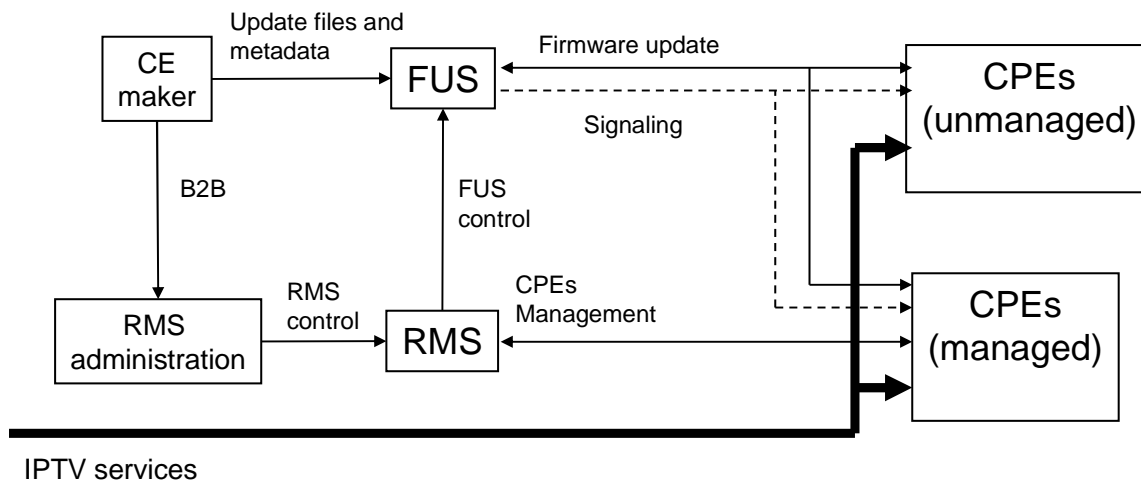 Update files and
metadata
CE
maker
FUS
Firmware update
Signaling
CPEs
(unmanaged)
B2B
FUS
control
RMS
administration
RMS
control
RMS
CPEs
Management
CPEs
(managed)
IPTV services